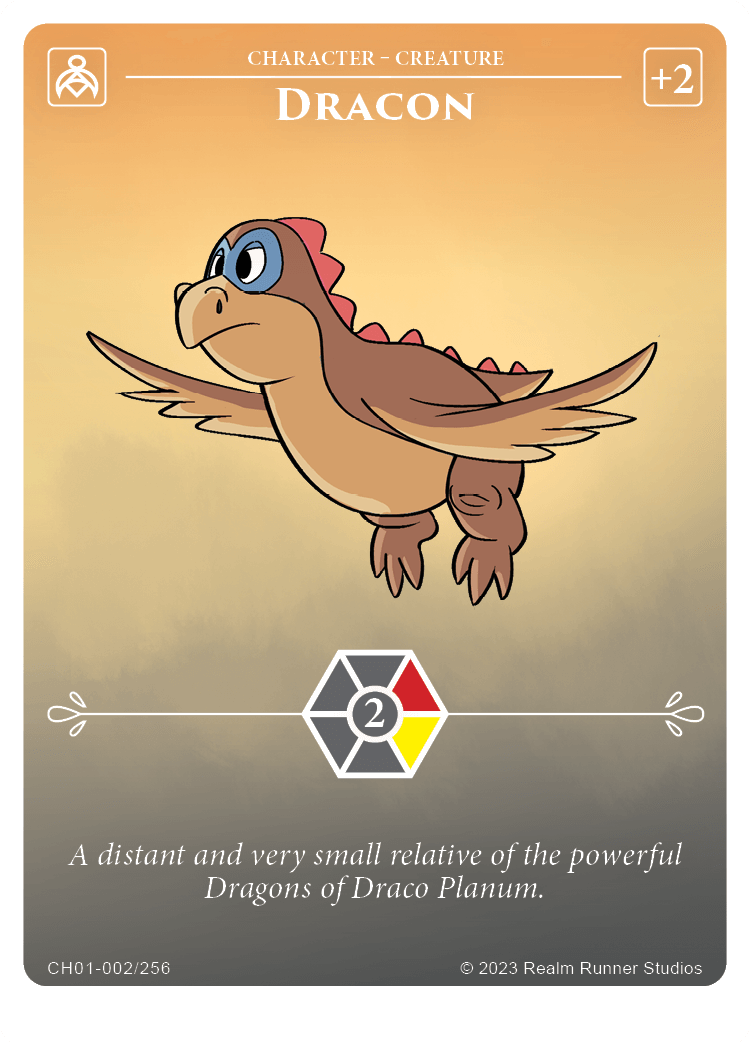 CHARACTER – CREATURE
+2
DRACON
2
A distant and very small relative of the powerful
Dragons of Draco Planum.
CH01-002/256
© 2023 Realm Runner Studios